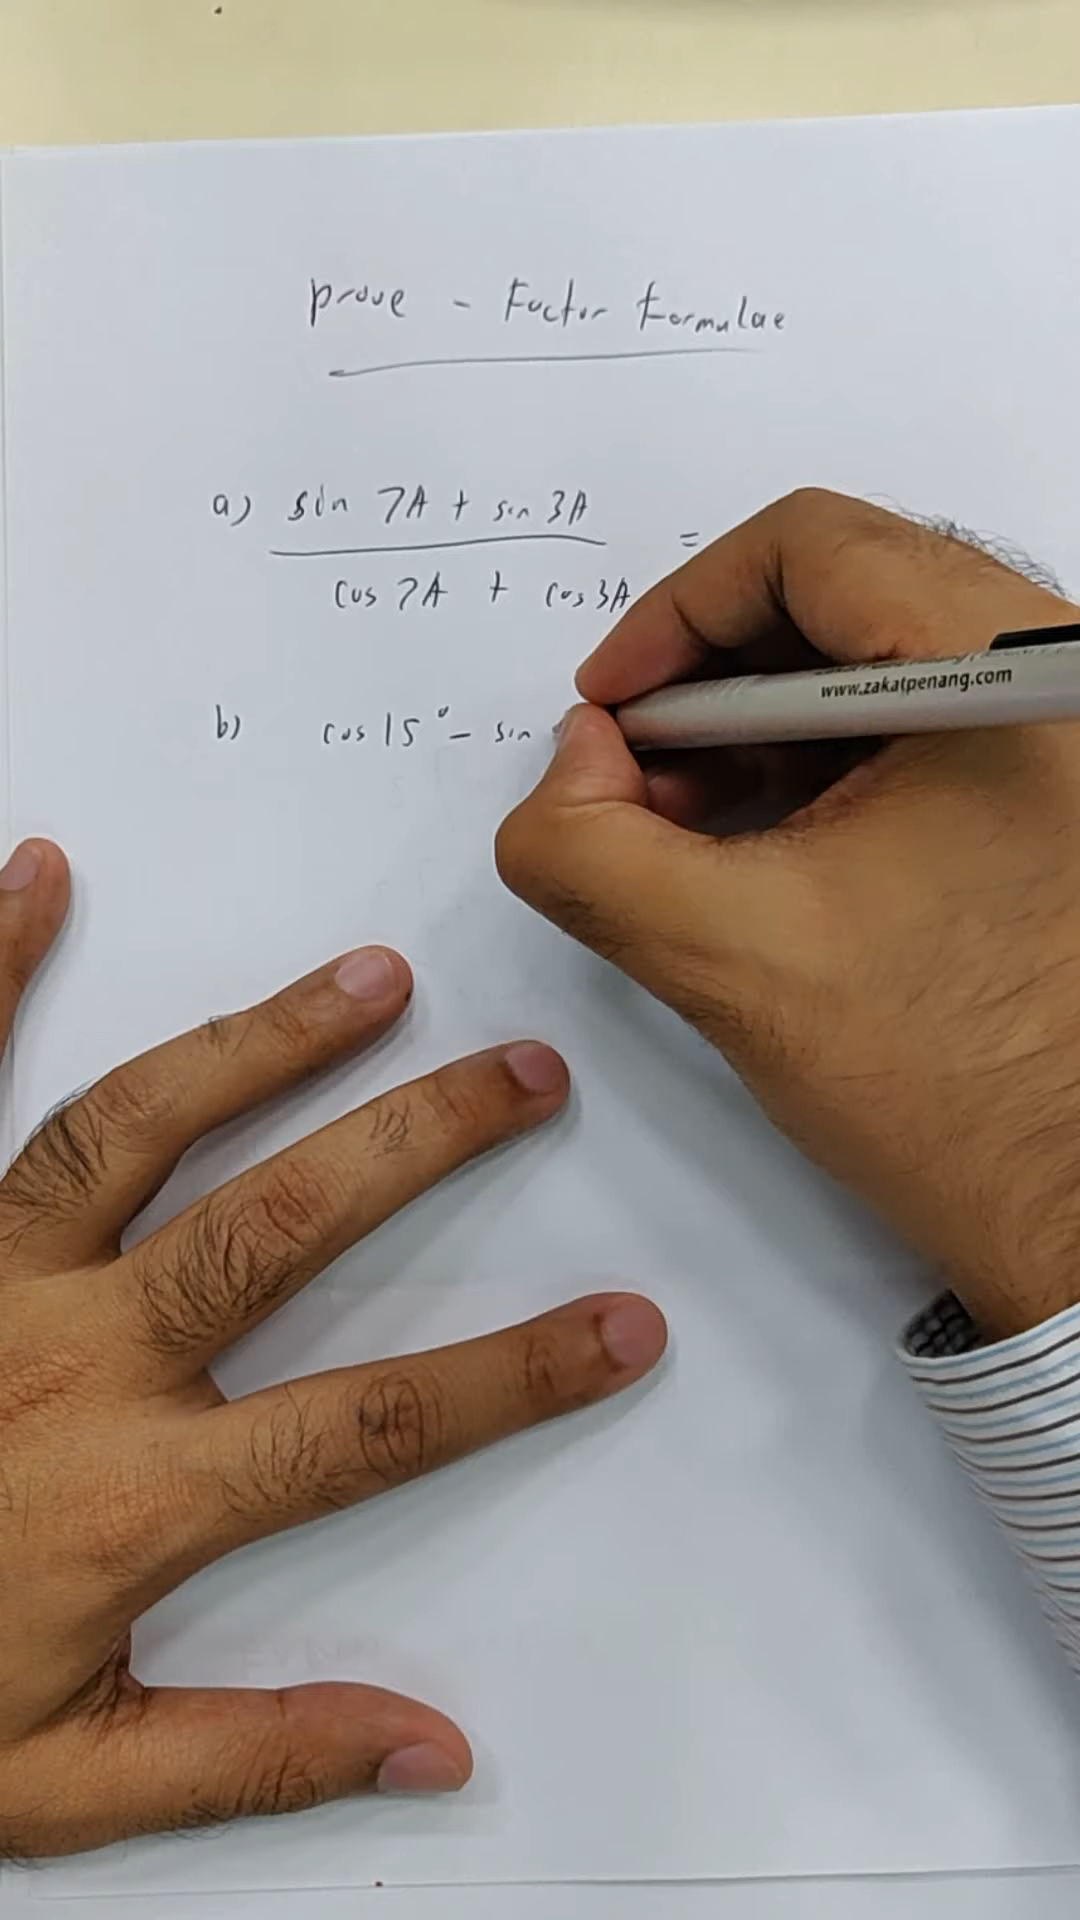 Prove - Factor Formulae
a) sin 7A + sin 3A =
cos 7A + cos 3A
www.zakatpenang.com
b) cos 15° - sin